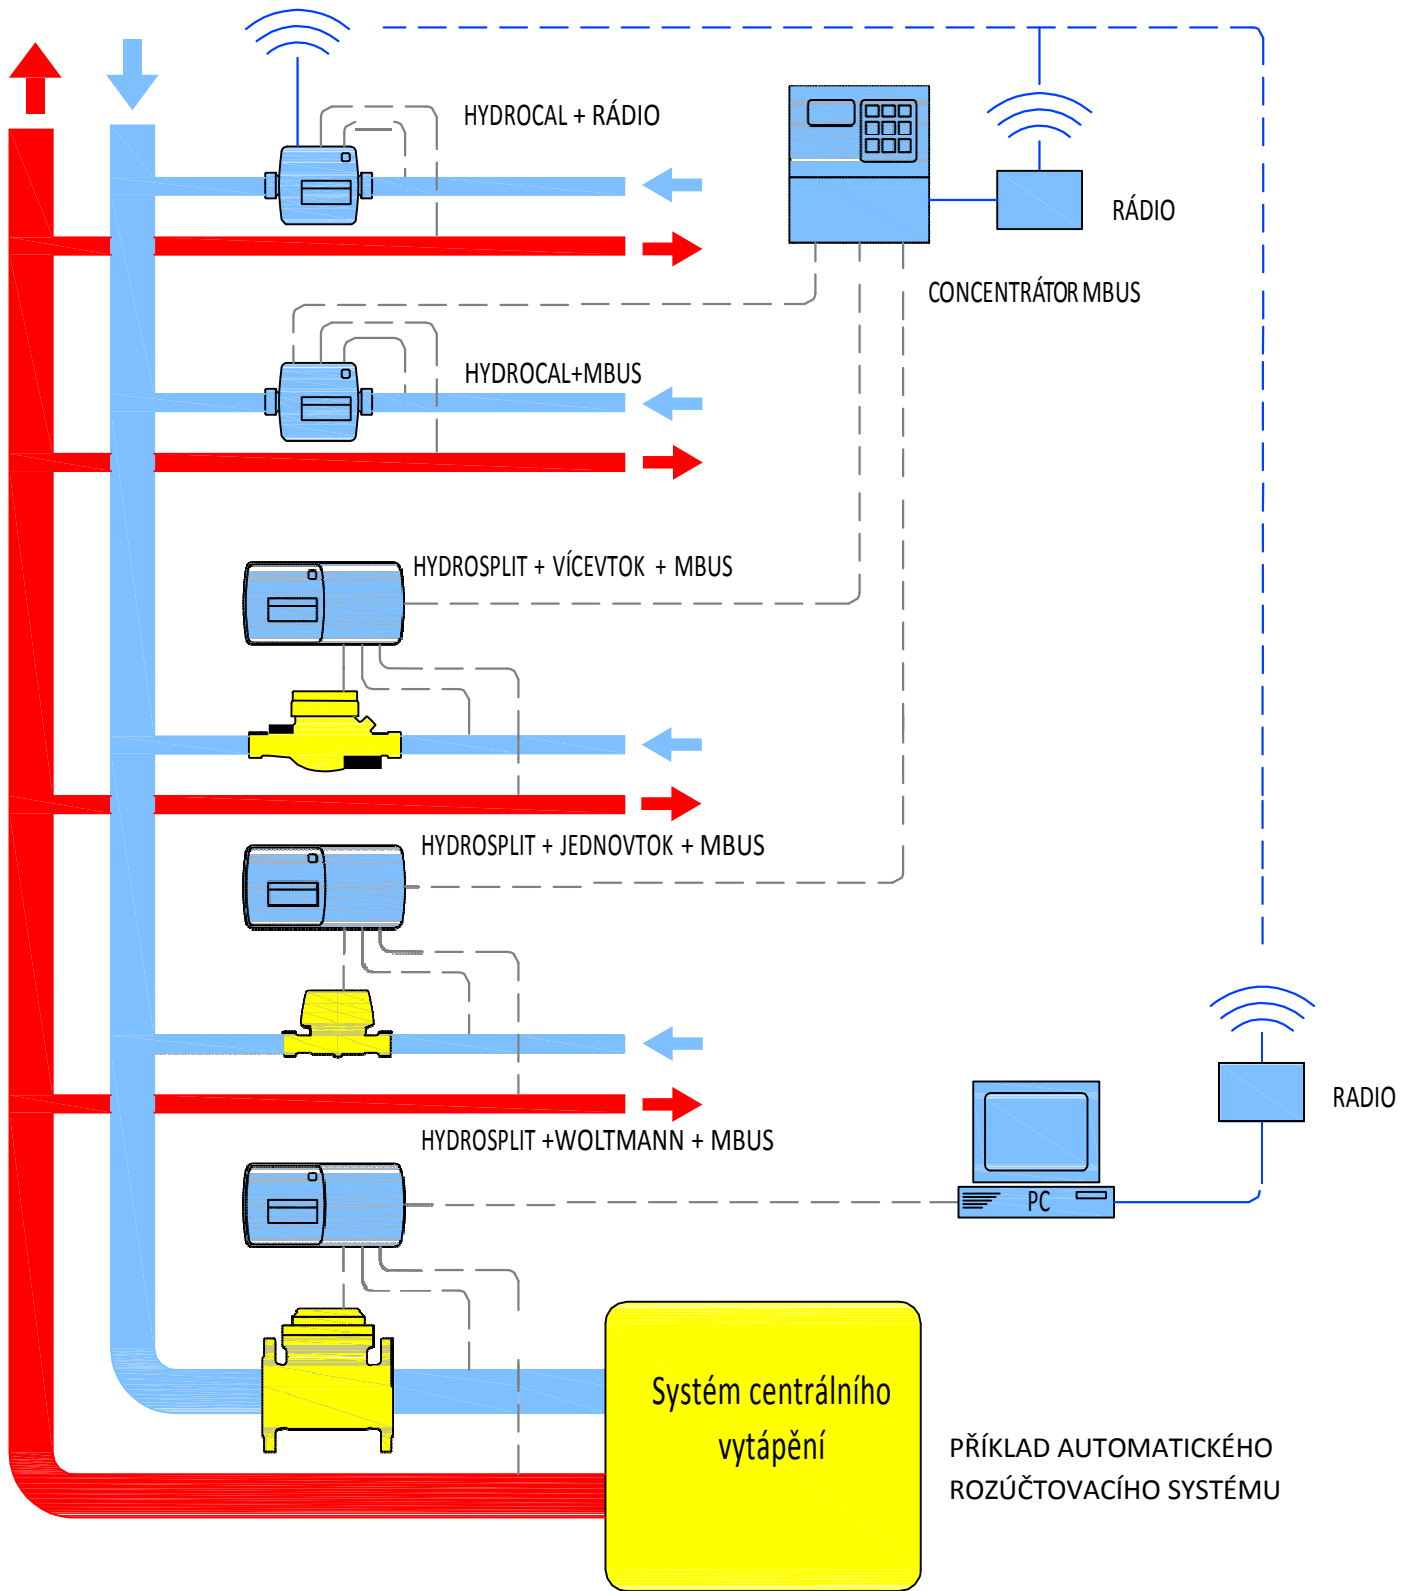 HYDROCAL + RÁDIO
RÁDIO
CONCENTRÁTOR MBUS
HYDROCAL+MBUS
HYDROSPLIT + VÍCEVTOK + MBUS
HYDROSPLIT + JEDNOVTOK + MBUS
RADIO
HYDROSPLIT +WOLTMANN + MBUS
PC
Systém centrálního
vytápění
PŘÍKLAD AUTOMATICKÉHO
ROZÚČTOVACÍHO SYSTÉMU